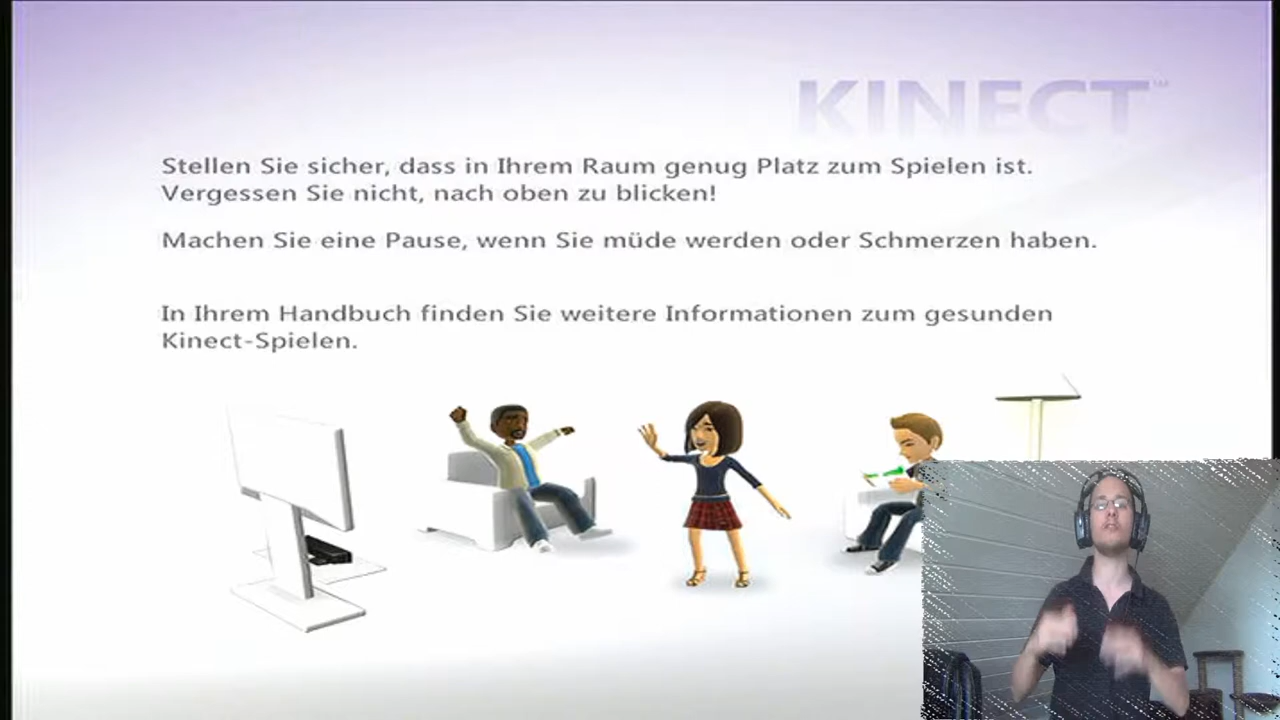 KINECT™
Stellen Sie sicher, dass in Ihrem Raum genug Platz zum Spielen ist.
Vergessen Sie nicht, nach oben zu blicken!
Machen Sie eine Pause, wenn Sie müde werden oder Schmerzen haben.
In Ihrem Handbuch finden Sie weitere Informationen zum gesunden
Kinect-Spielen.